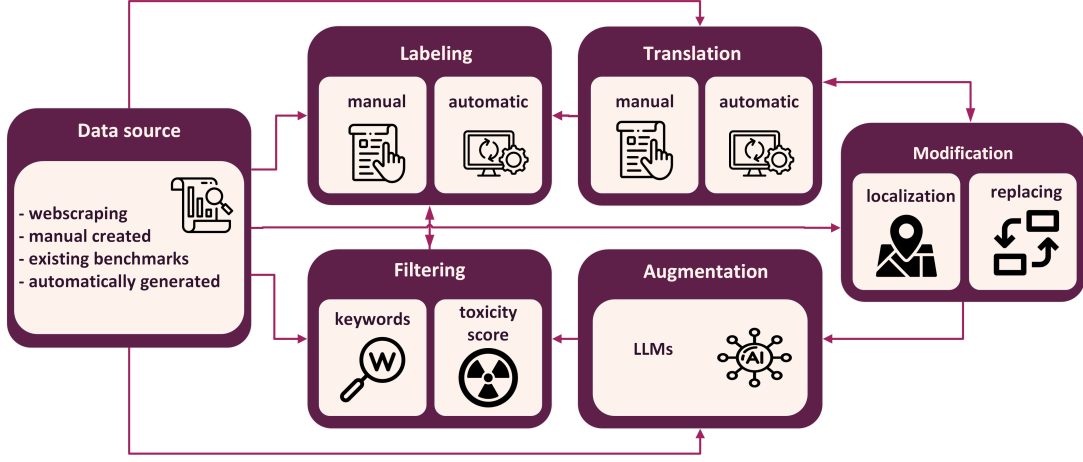 Data source
- webscraping
- manual created
- existing benchmarks
- automatically generated
Labeling
manual
automatic
Translation
manual
automatic
Modification
localization
replacing
Filtering
keywords
W
toxicity
score
Augmentation
LLMs
AI